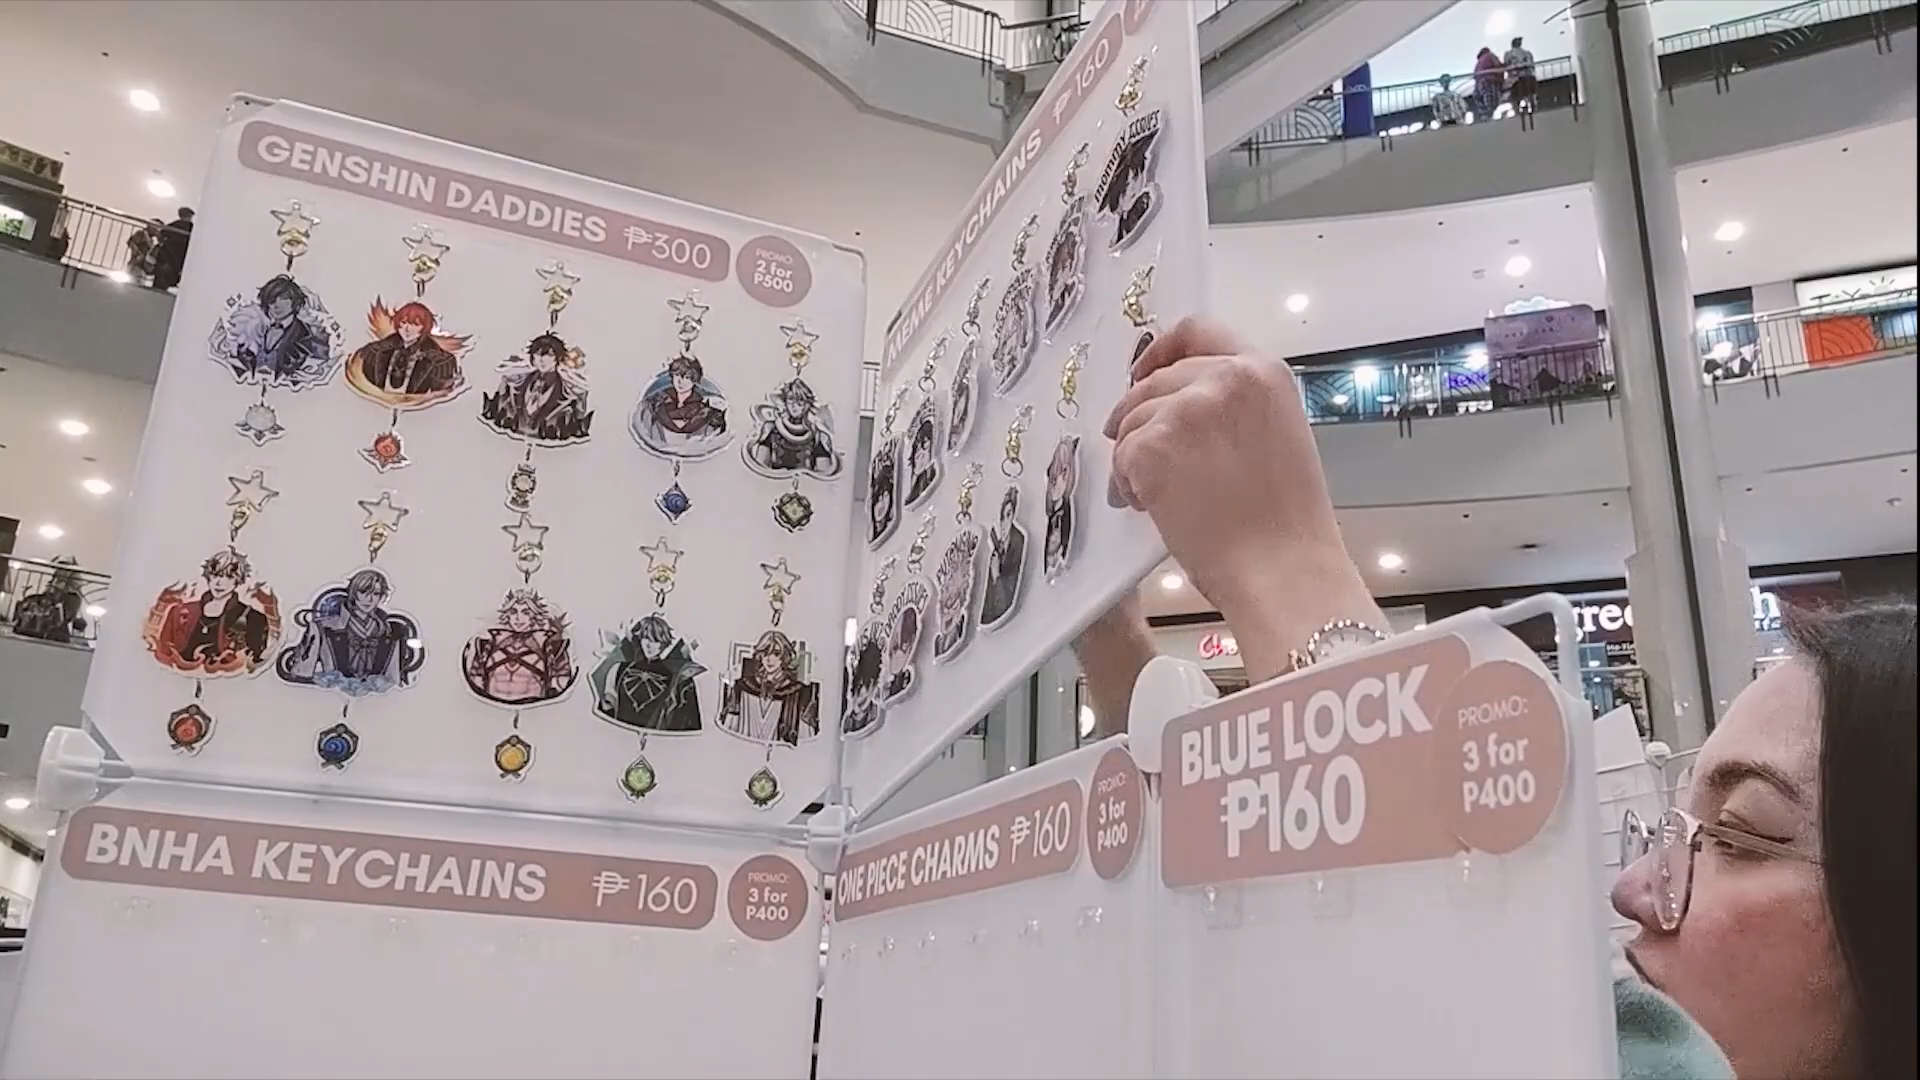 GENSHIN DADDIES ₱300
PROMO:
2 for
P500
MEME KEYCHAINS ₱160
MOMMY ISSUES
BNHA KEYCHAINS ₱160
PROMO:
3 for
P400
ONE PIECE CHARMS ₱160
PROMO:
3 for
P400
BLUE LOCK
₱160
PROMO:
3 for
P400